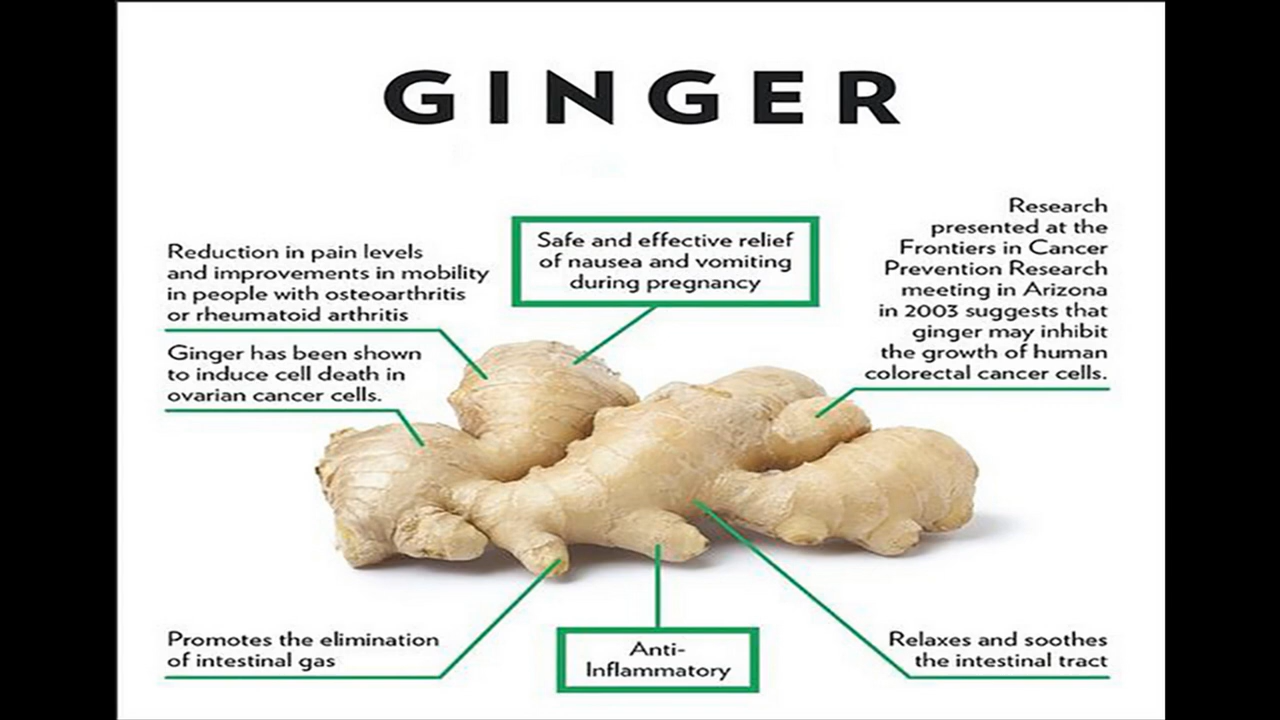 GINGER
Reduction in pain levels
and improvements in mobility
in people with osteoarthritis
or rheumatoid arthritis
Ginger has been shown
to induce cell death in
ovarian cancer cells.
Safe and effective relief
of nausea and vomiting
during pregnancy
Research
presented at the
Frontiers in Cancer
Prevention Research
meeting in Arizona
in 2003 suggests that
ginger may inhibit
the growth of human
colorectal cancer cells.
Promotes the elimination
of intestinal gas
Anti-
Inflammatory
Relaxes and soothes
the intestinal tract